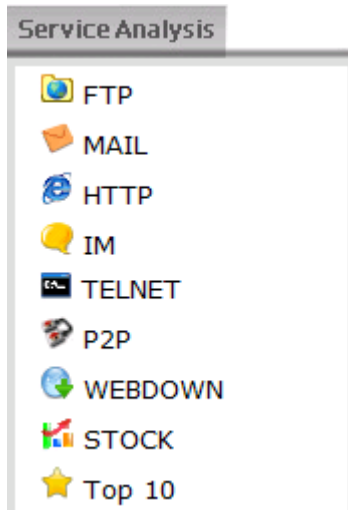 Service Analysis
FTP
MAIL
HTTP
IM
TELNET
P2P
WEBDOWN
STOCK
Top 10